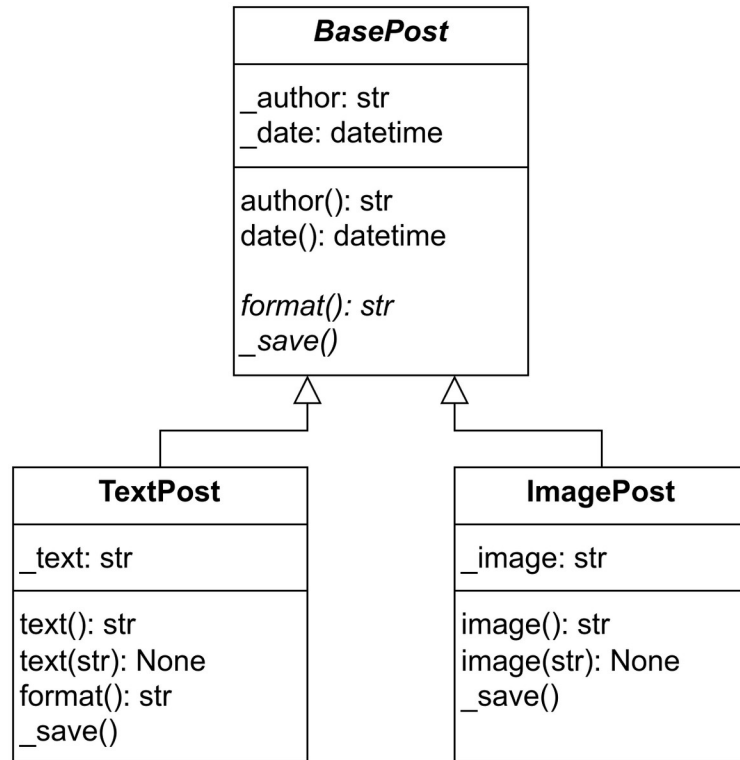 BasePost
_author: str
_date: datetime
author(): str
date(): datetime
format(): str
_save()
TextPost
_text: str
text(): str
text(str): None
format(): str
_save()
ImagePost
_image: str
image(): str
image(str): None
_save()